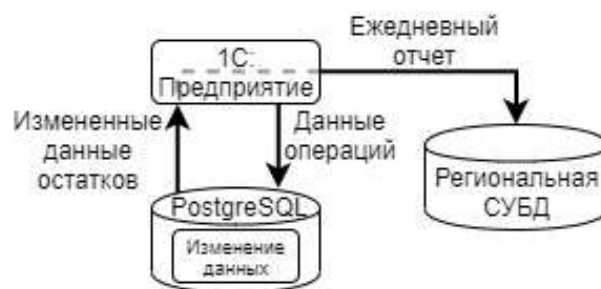 Ежедневный
отчет
1С:
Предприятие
Измененные
данные
остатков
Данные
операций
Региональная
СУБД
PostgreSQL
Изменение
данных